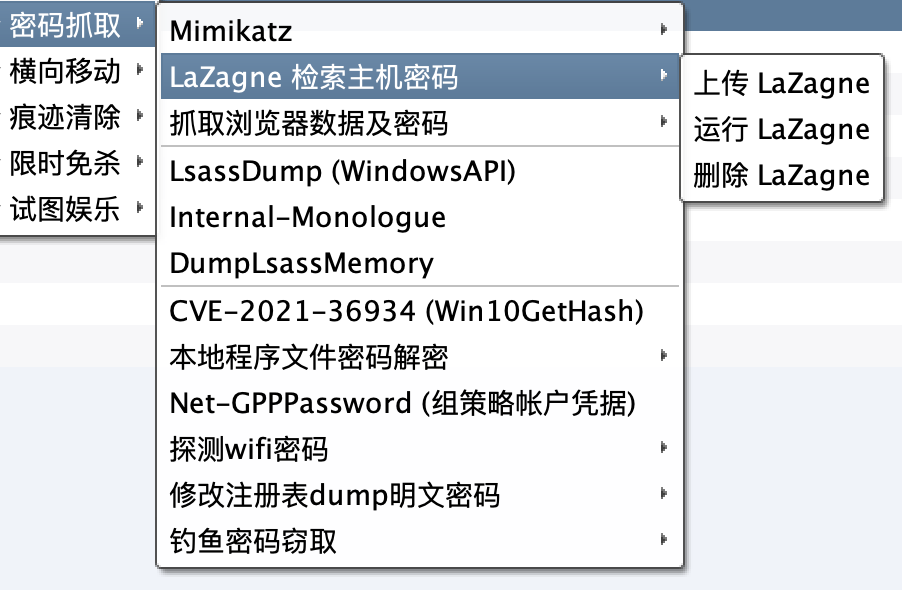 密码抓取
横向移动
痕迹清除
限时免杀
试图娱乐
Mimikatz
LaZagne 检索主机密码
抓取浏览器数据及密码
LsassDump (WindowsAPI)
Internal-Monologue
DumpLsassMemory
CVE-2021-36934 (Win10GetHash)
本地程序文件密码解密
Net-GPPPassword (组策略帐户凭据)
探测wifi密码
修改注册表dump明文密码
钓鱼密码窃取
上传 LaZagne
运行 LaZagne
删除 LaZagne